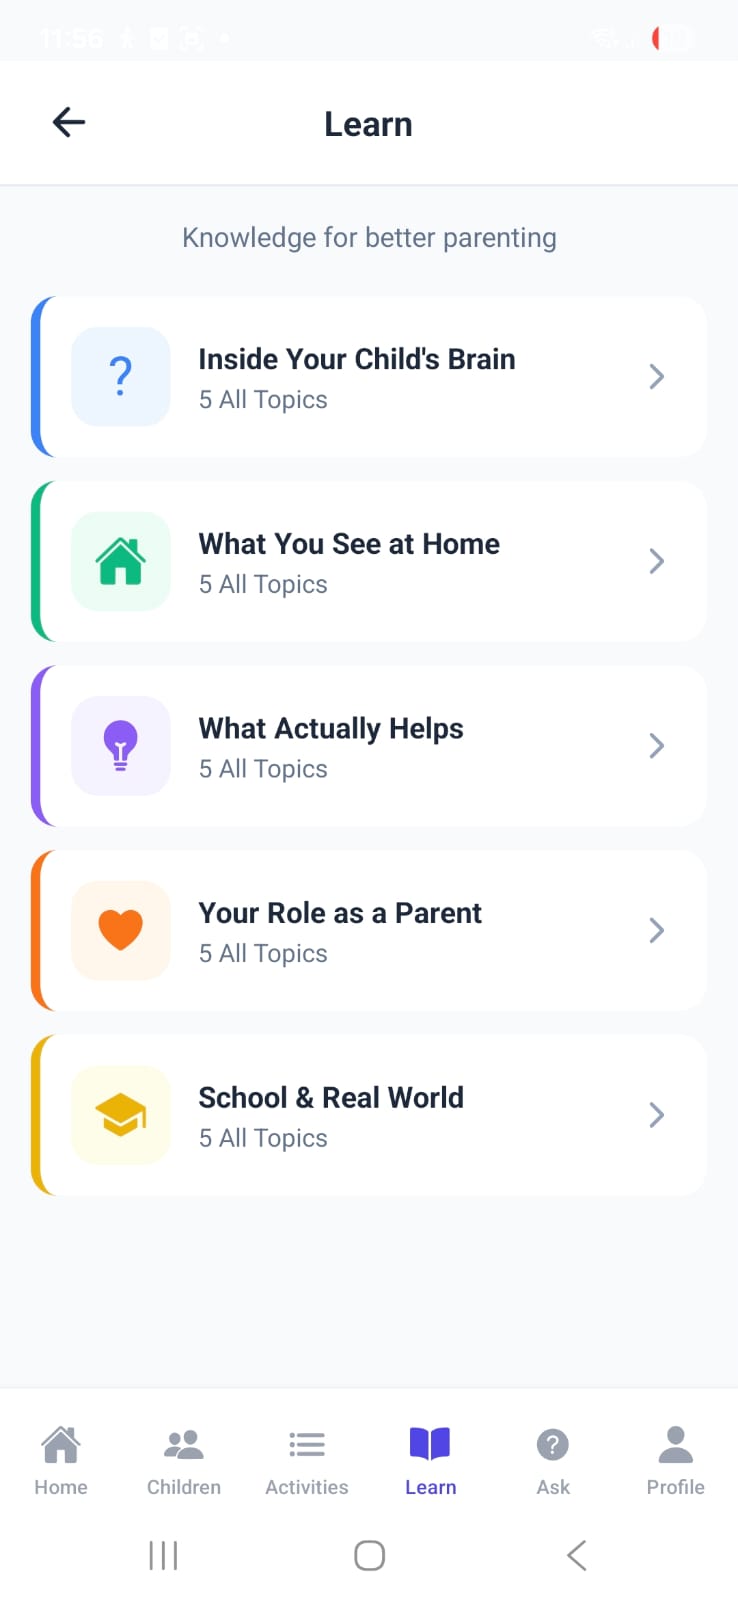 11:56
Learn
Knowledge for better parenting
?
Inside Your Child's Brain
5 All Topics
What You See at Home
5 All Topics
What Actually Helps
5 All Topics
Your Role as a Parent
5 All Topics
School & Real World
5 All Topics
?
Home
Children
Activities
Learn
Ask
Profile